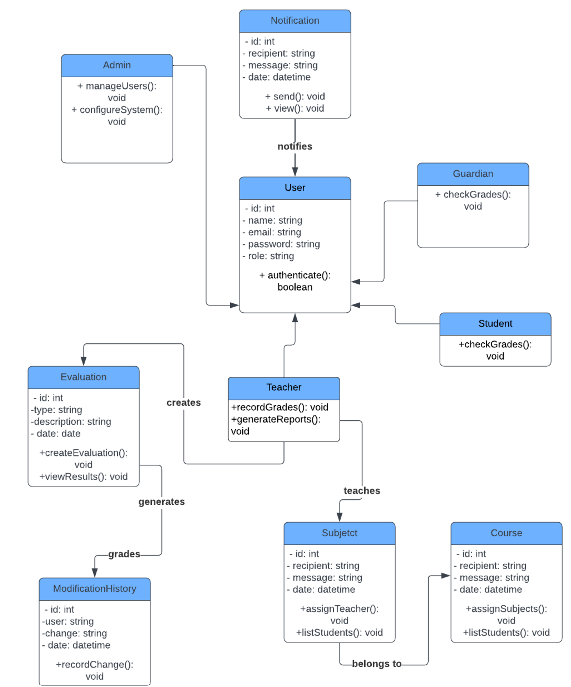 Notification
- id: int
- recipient: string
- message: string
- date: datetime
+ send(): void
+ view(): void
Admin
+ manageUsers():
void
+ configureSystem():
void
notifies
User
- id: int
- name: string
- email: string
- password: string
- role: string
+ authenticate():
boolean
Guardian
+ checkGrades():
void
Student
+checkGrades():
void
Evaluation
- id: int
-type: string
-description: string
- date: date
+createEvaluation():
void
+viewResults(): void
creates
Teacher
+recordGrades(): void
+generateReports():
void
teaches
generates
grades
Subjetct
- id: int
- recipient: string
- message: string
- date: datetime
+assignTeacher():
void
+listStudents(): void
Course
- id: int
- recipient: string
- message: string
- date: datetime
+assignSubjects():
void
+listStudents(): void
belongs to
ModificationHistory
- id: int
-user: string
-change: string
- date: datetime
+recordChange():
void